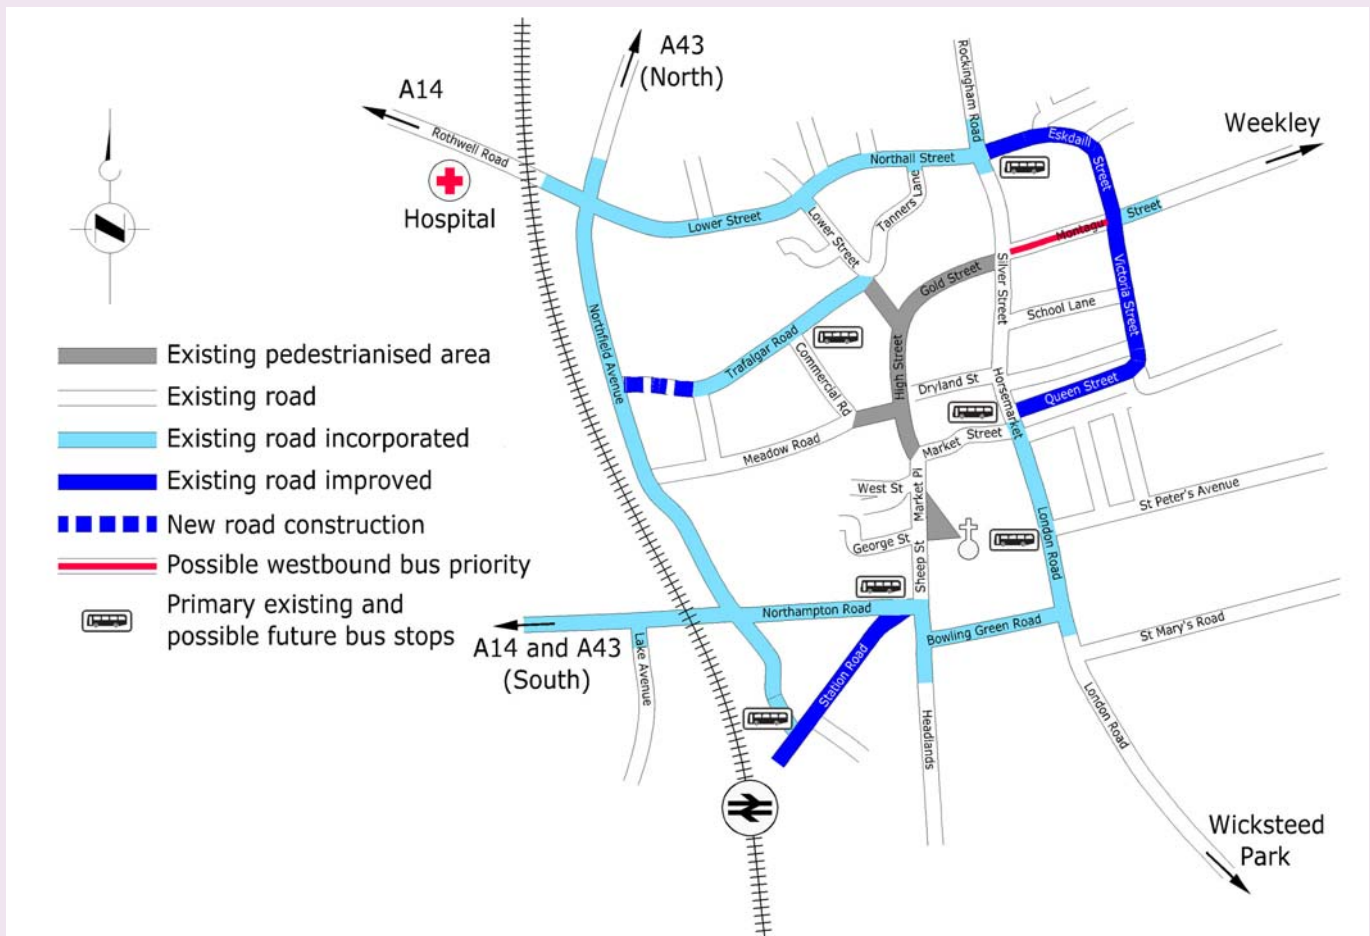 A43
(North)
A14
Rothwell Road
Hospital
Rockingham Road
Weekley
Eskdaill
Street
Northall Street
Tanners Lane
Lower Street
Lower Street
Montagu
Street
Gold Street
Silver Street
Victoria Street
School Lane
Northfield Avenue
Trafalgar Road
Commercial Rd
High Street
Dryland St
Horsemarket
Queen Street
Meadow Road
Market Street
West St
Market Pl
St Peter's Avenue
George St
Sheep St
London Road
Northampton Road
Bowling Green Road
St Mary's Road
A14 and A43
(South)
Lake Avenue
Station Road
Headlands
London Road
Wicksteed
Park
Existing pedestrianised area
Existing road
Existing road incorporated
Existing road improved
New road construction
Possible westbound bus priority
Primary existing and
possible future bus stops